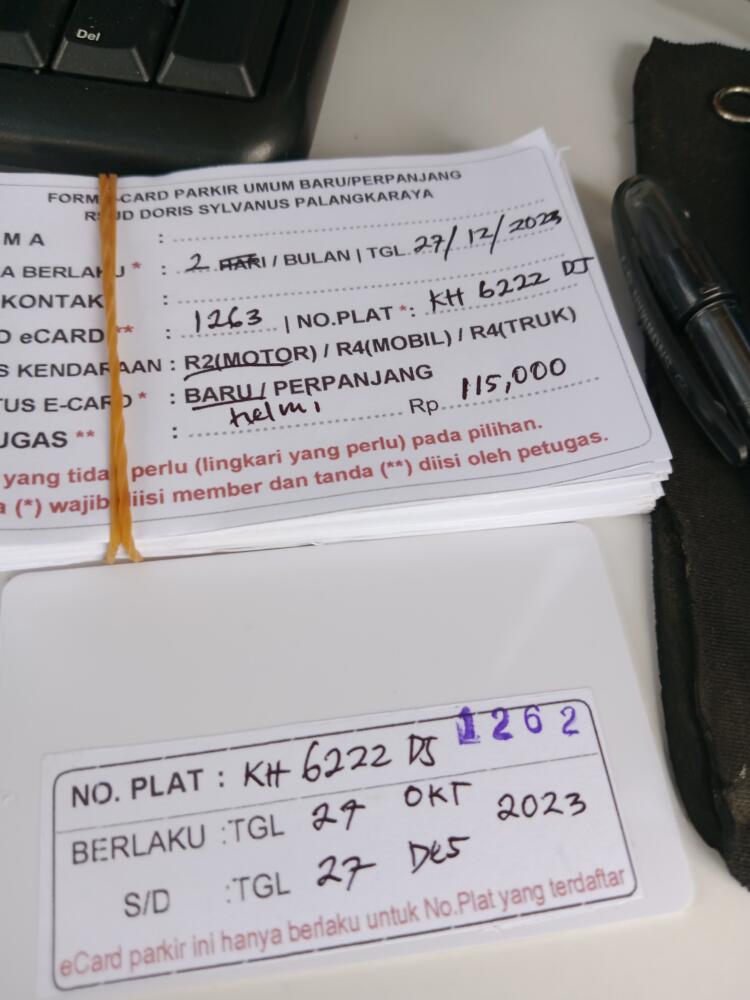 Del
FORM E-CARD PARKIR UMUM BARU/PERPANJANG
RSUD DORIS SYLVANUS PALANGKARAYA
MA :
A BERLAKU * : 2 HARI / BULAN | TGL 27/12/2023
KONTAK :
D eCARD ** : 1263 | NO.PLAT *: KH 6222 DJ
S KENDARAAN : R2(MOTOR) / R4(MOBIL) / R4(TRUK)
TUS E-CARD * : BARU / PERPANJANG
UGAS ** : helmi Rp 115,000
yang tidak perlu (lingkari yang perlu) pada pilihan.
a (*) wajib diisi member dan tanda (**) diisi oleh petugas.
1262
NO. PLAT : KH 6222 DJ
BERLAKU :TGL 27 OKT 2023
S/D :TGL 27 Des
eCard parkir ini hanya berlaku untuk No.Plat yang terdaftar